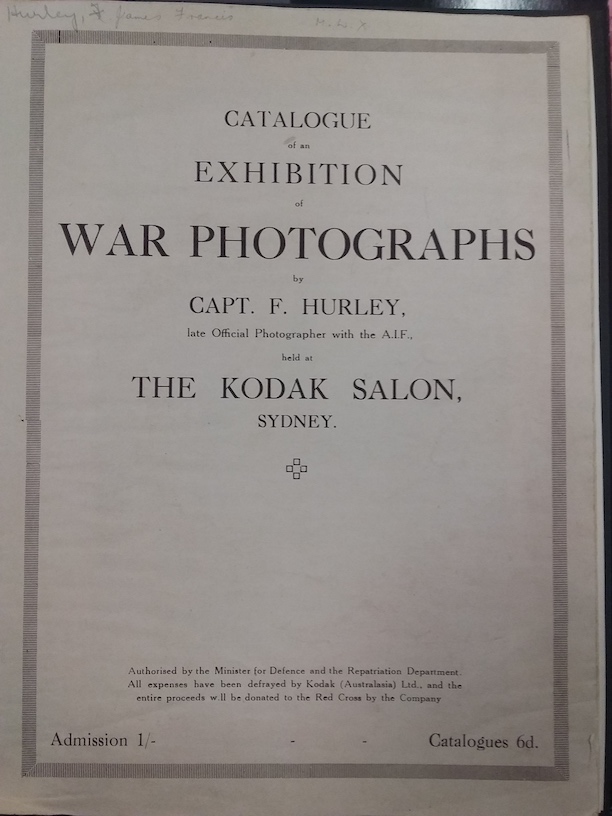 Hurley, F James Francis
CATALOGUE
of an
EXHIBITION
of
WAR PHOTOGRAPHS
by
CAPT. F. HURLEY,
late Official Photographer with the A.I.F.,
held at
THE KODAK SALON,
SYDNEY.
Authorised by the Minister for Defence and the Repatriation Department.
All expenses have been defrayed by Kodak (Australasia) Ltd., and the
entire proceeds will be donated to the Red Cross by the Company
Admission 1/- - - Catalogues 6d.